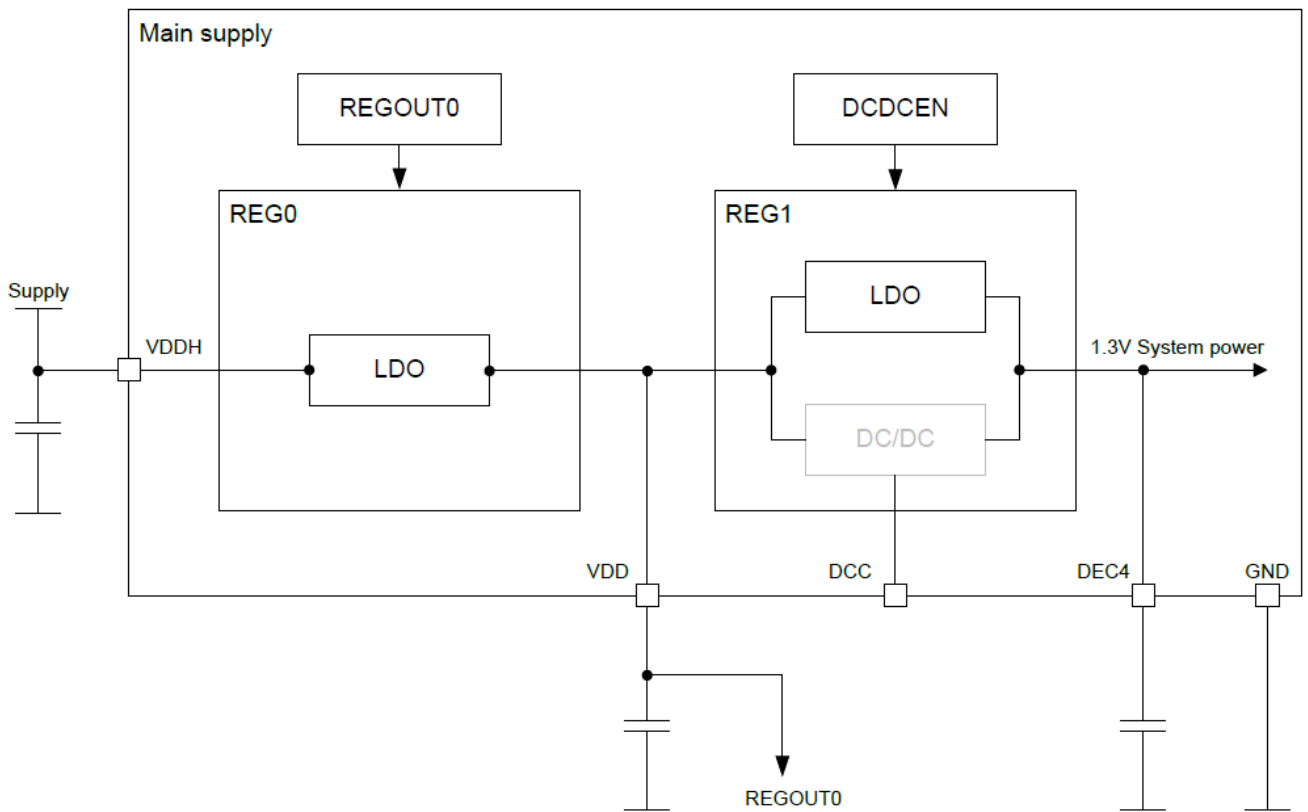 Main supply
REGOUT0
DCDCEN
REG0
REG1
Supply
VDDH
LDO
LDO
1.3V System power
DC/DC
VDD
DCC
DEC4
GND
REGOUT0